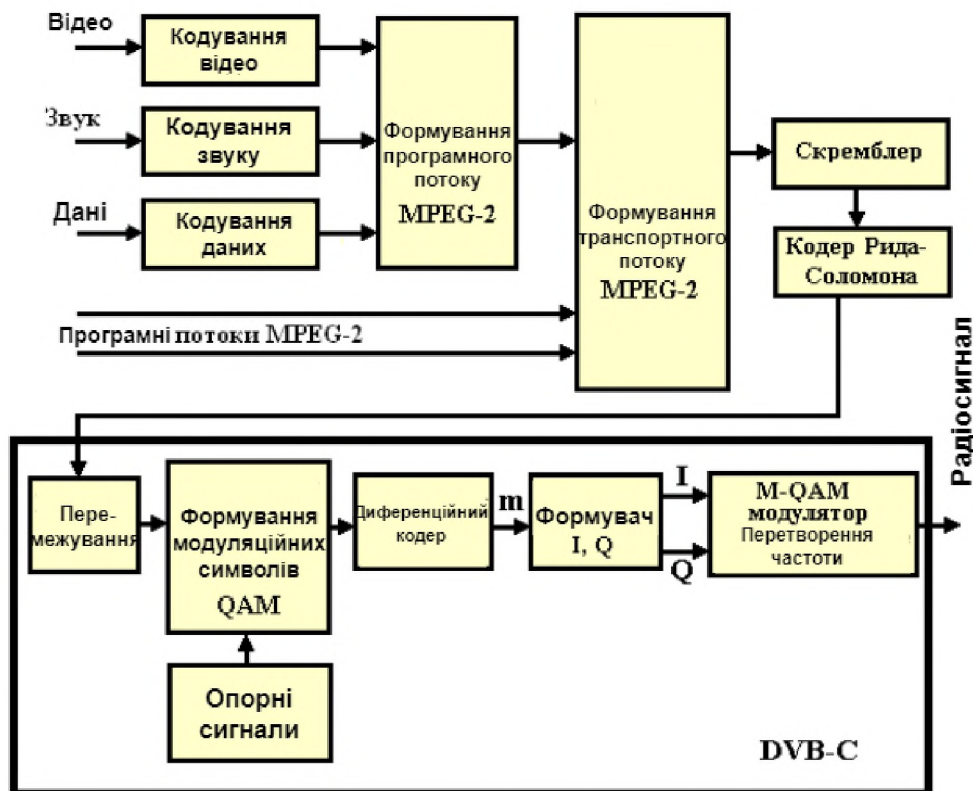 Відео
Кодування
відео
Звук
Кодування
звуку
Дані
Кодування
даних
Формування
програмного
потоку
MPEG-2
Програмні потоки MPEG-2
Формування
транспортного
потоку
MPEG-2
Скремблер
Кодер Рида-
Соломона
Радіосигнал
Пере-
межування
Формування
модуляційних
символів
QAM
Опорні
сигнали
Диференційний
кодер
m
Формувач
I, Q
I
Q
M-QAM
модулятор
Перетворення
частоти
DVB-C